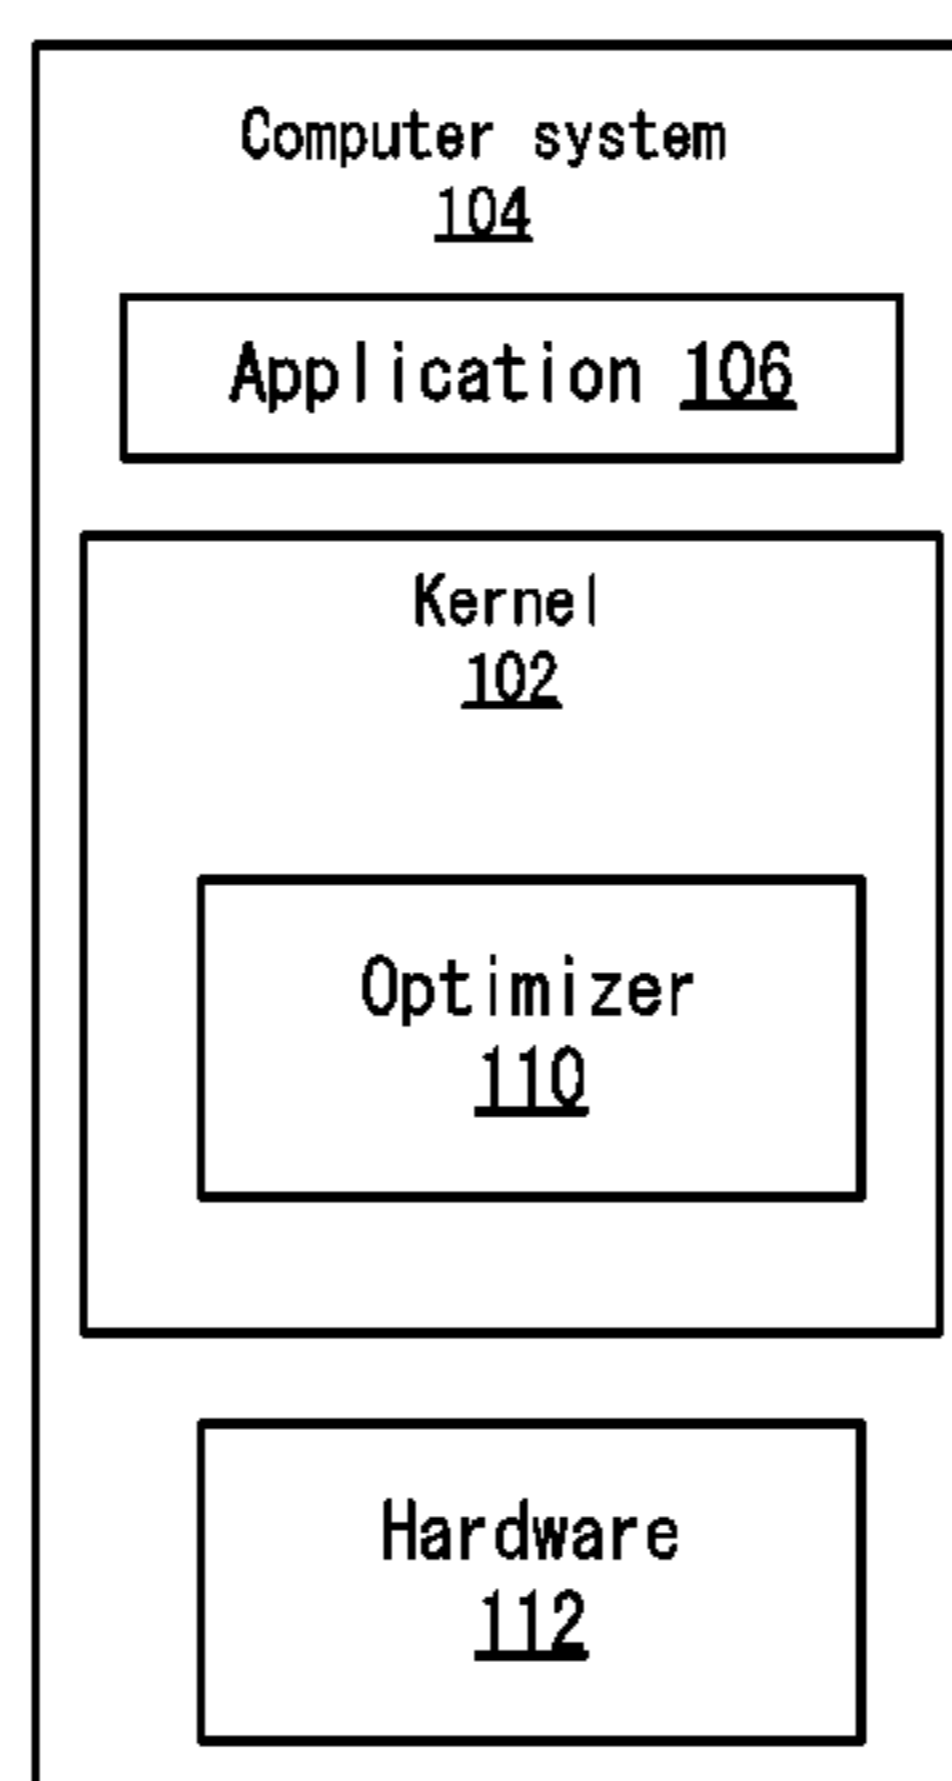 Computer system
104
Application 106
Kernel
102
Optimizer
110
Hardware
112